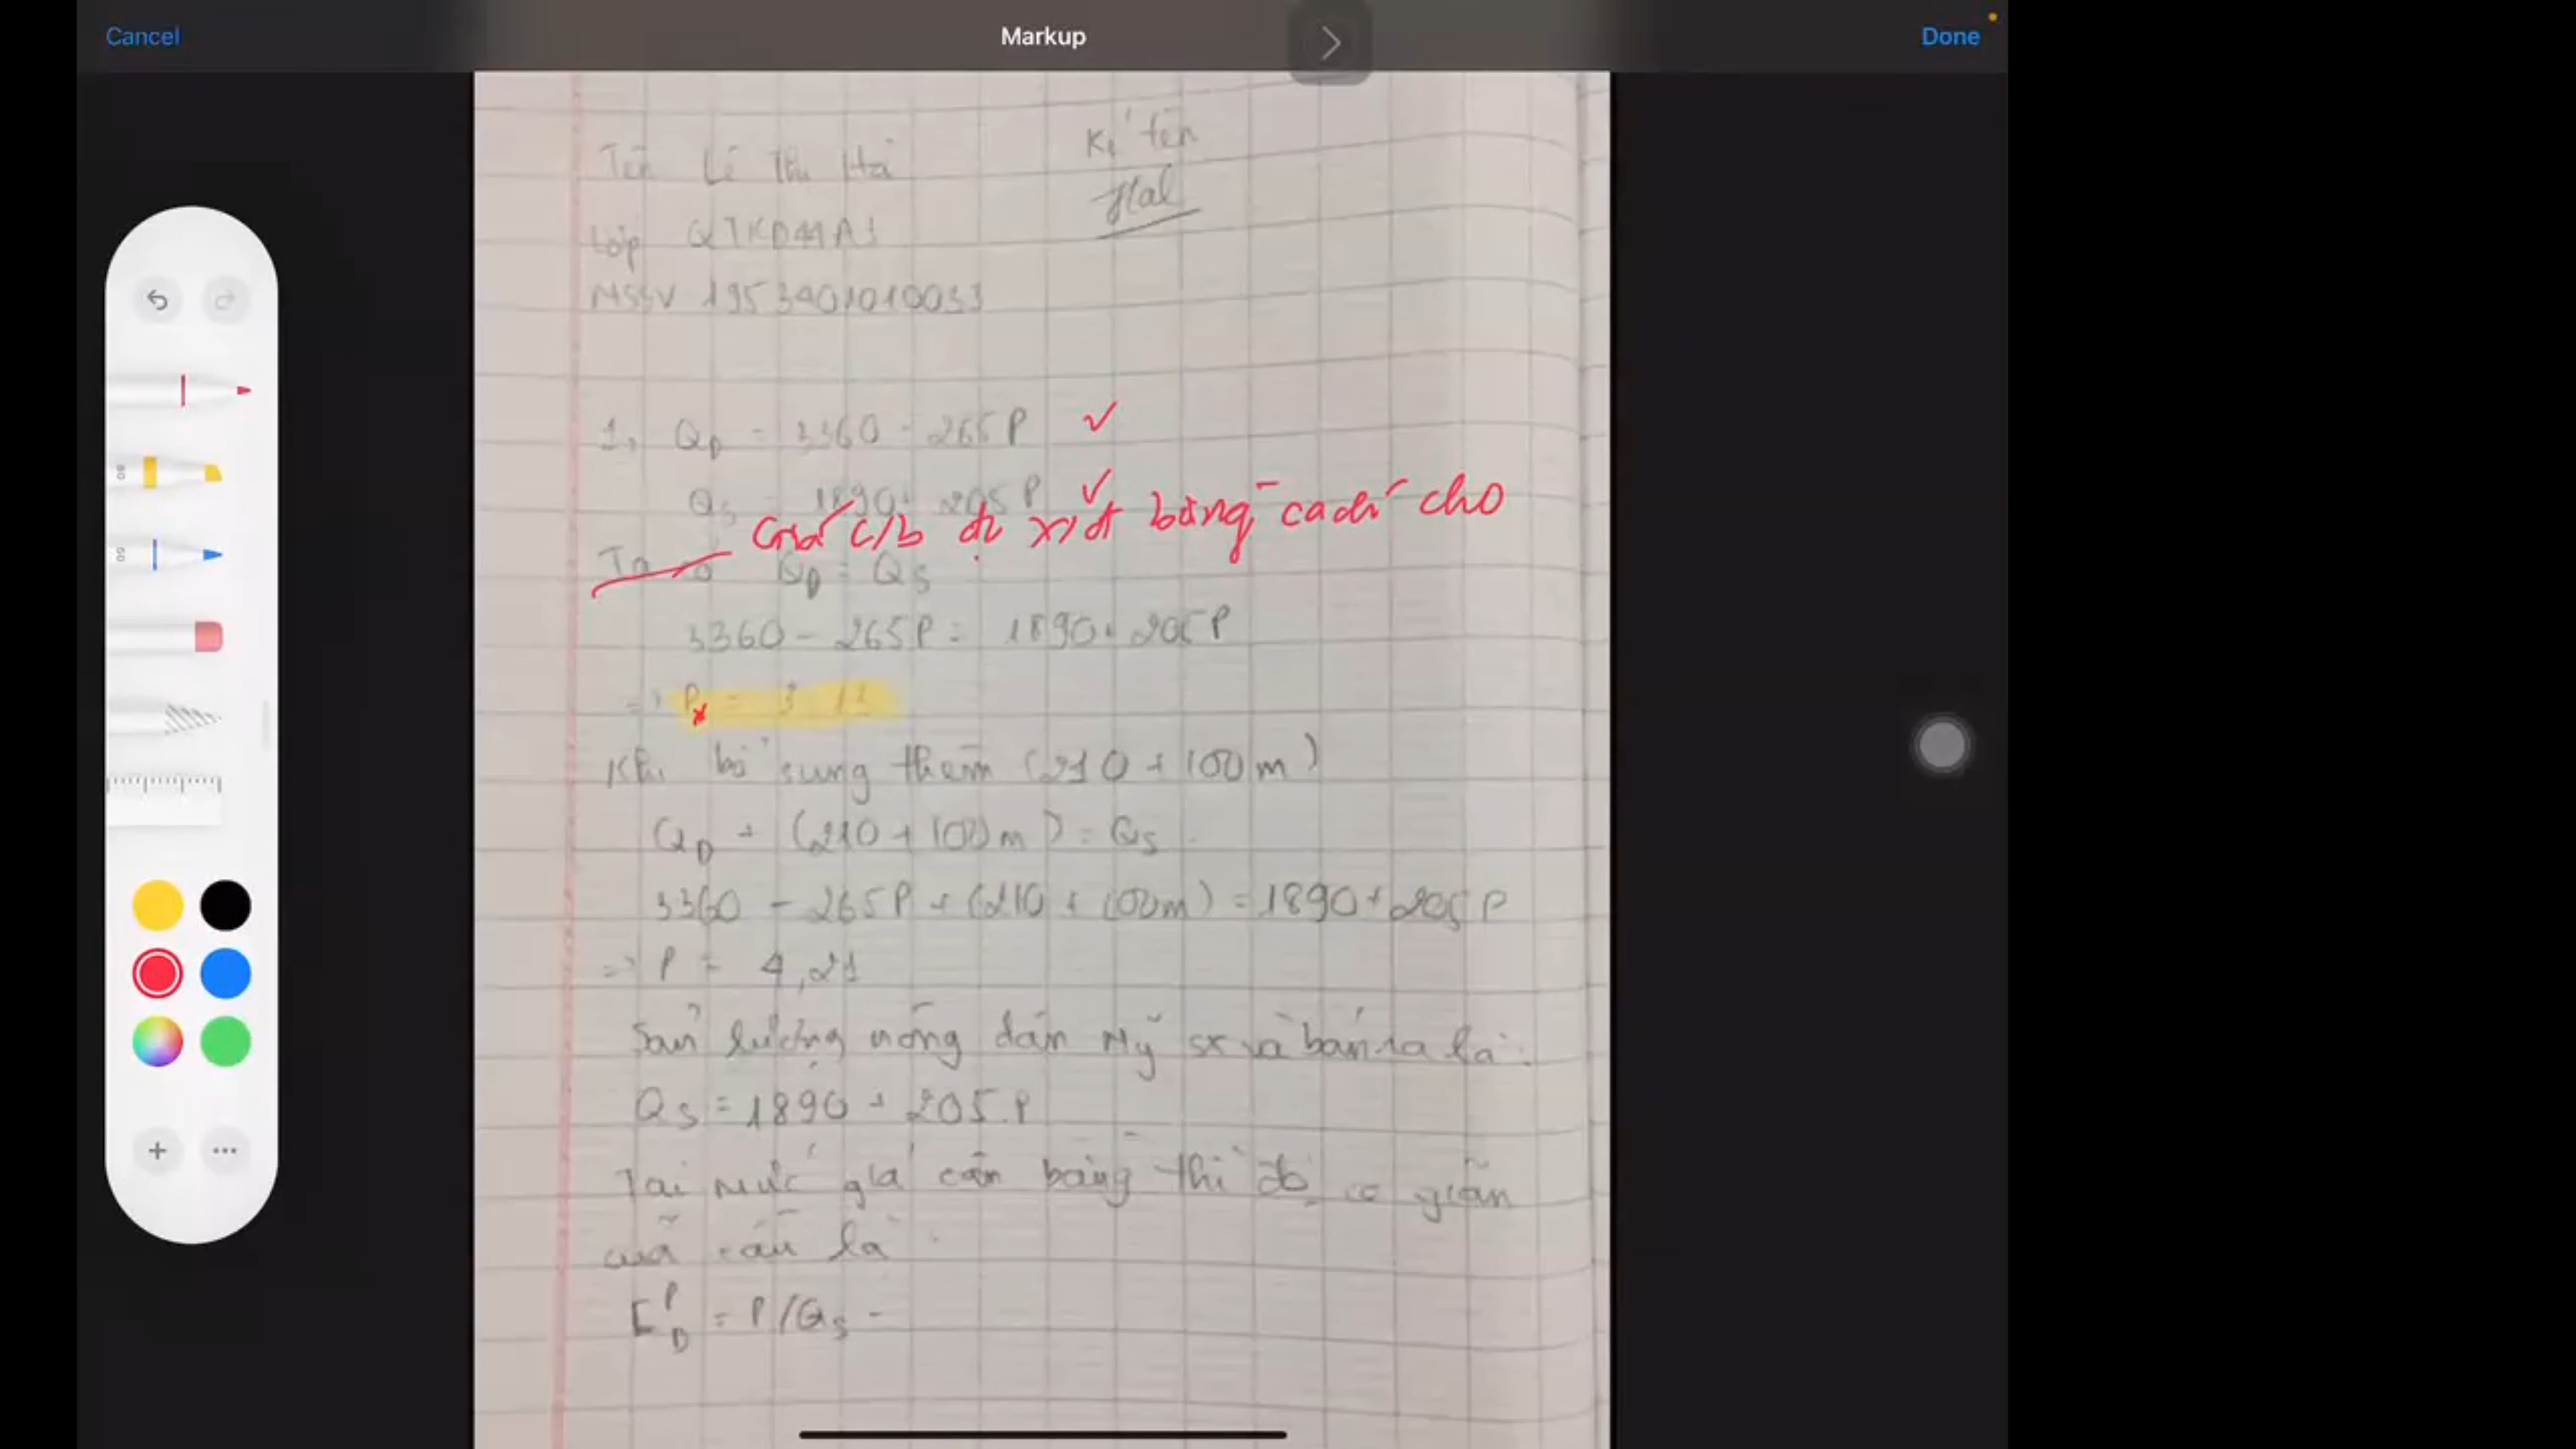 Cancel
Markup
Done
Tên Lê Thu Hà
Kí tên
Lớp QTKD44A1
MSSV 1953401010033
1, QD = 3360 - 265P
QS = 1890 + 205P
Giá c/b đc xđ bằng cách cho
Ta có QD = QS
3360 - 265P = 1890 + 205P
=> P = 3,13
Khi bổ sung thêm (210 + 100m)
QD + (210 + 100m) = QS
3360 - 265P + (210 + 100m) = 1890 + 205P
=> P = 4,21
Sản lượng nông dân Mỹ sx và bán ra là:
QS = 1890 + 205.P
Tại mức giá cân bằng thì độ co giãn
của cầu là:
E P D = P/QS -